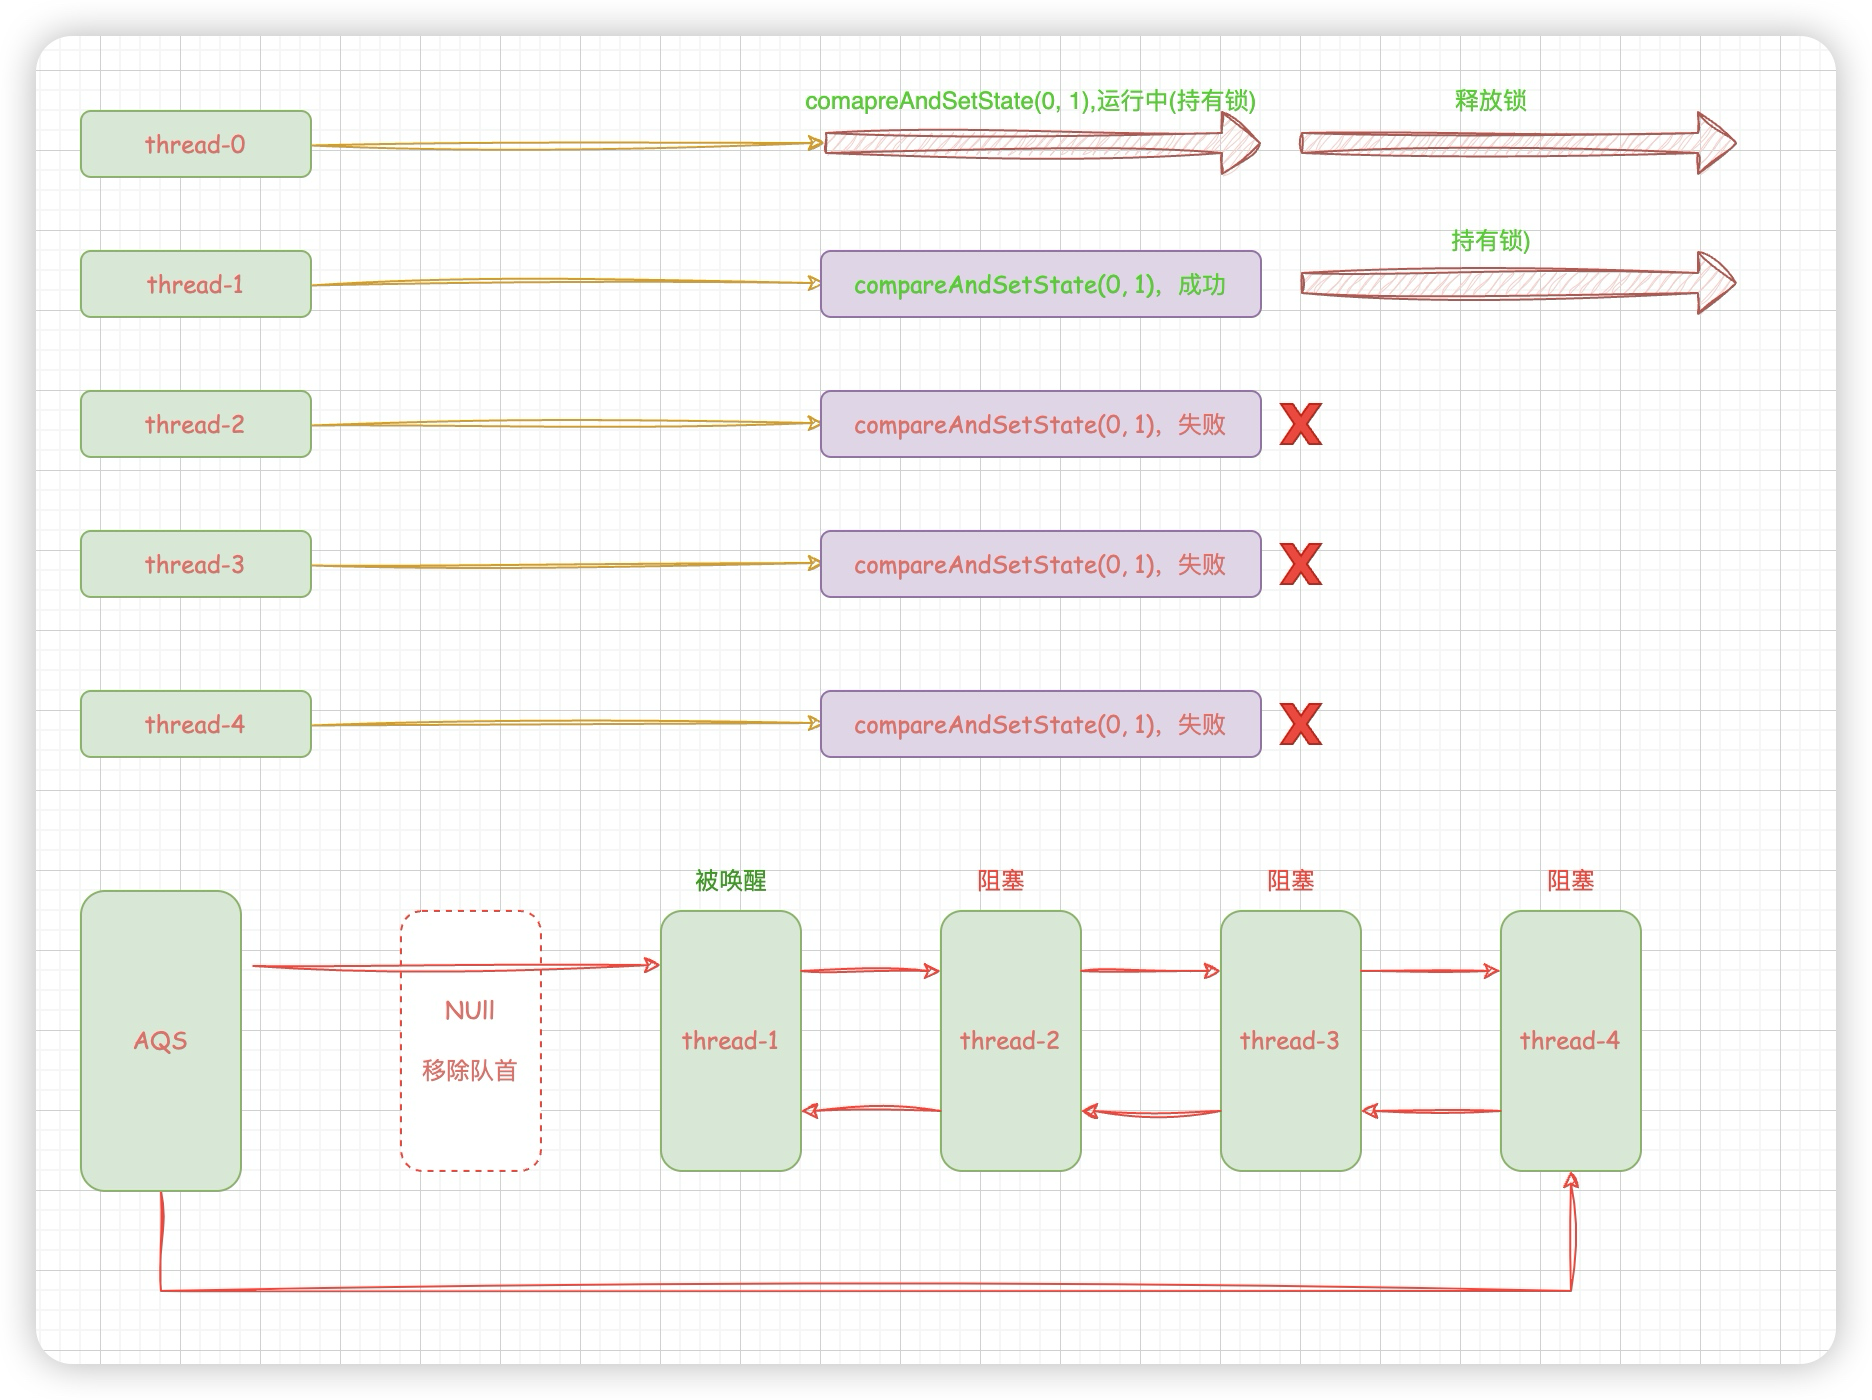 comapreAndSetState(0, 1),运行中(持有锁)
释放锁
thread-0
持有锁)
thread-1
compareAndSetState(0, 1)，成功
thread-2
compareAndSetState(0, 1)，失败
X
thread-3
compareAndSetState(0, 1)，失败
X
thread-4
compareAndSetState(0, 1)，失败
X
被唤醒
阻塞
阻塞
阻塞
AQS
NUll
移除队首
thread-1
thread-2
thread-3
thread-4